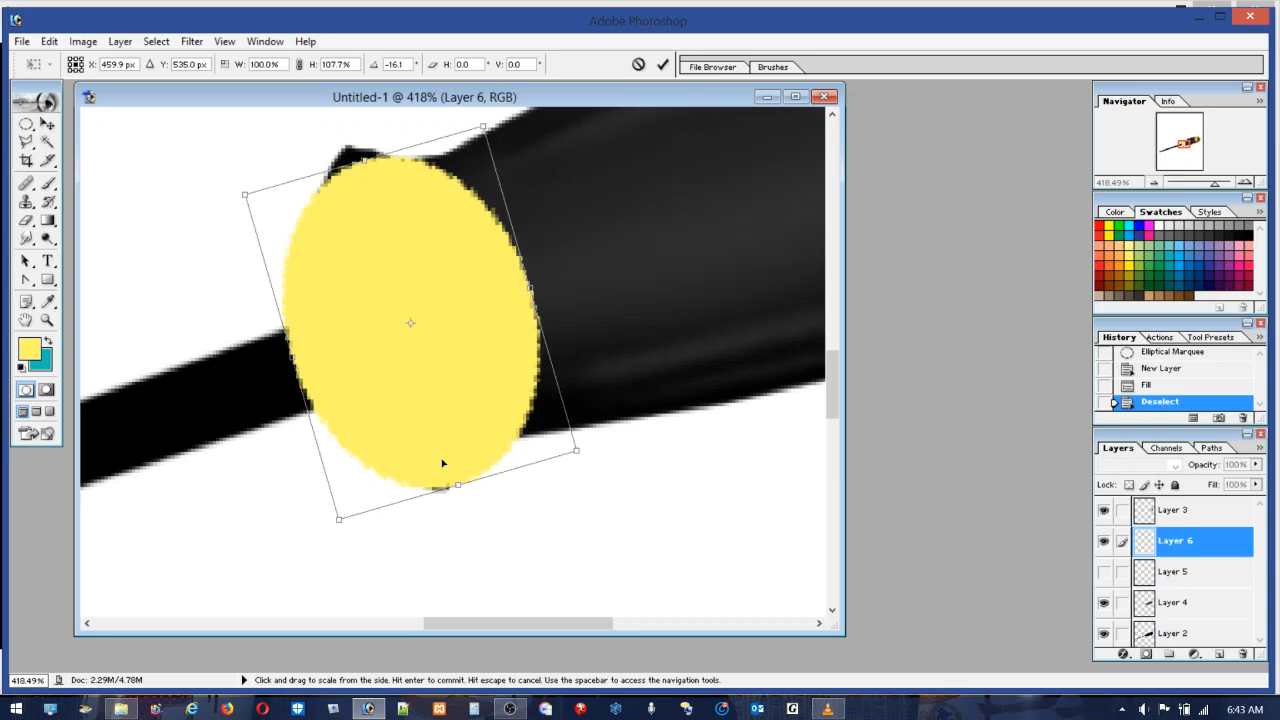 Adobe Photoshop
File Edit Image Layer Select Filter View Window Help
X: 459.9 px Y: 535.0 px W: 100.0% H: 107.7% -16.1 ° H: 0.0 ° V: 0.0 °
File Browser Brushes
Untitled-1 @ 418% (Layer 6, RGB)
Navigator Info
418.49%
Color Swatches Styles
History Actions Tool Presets
Elliptical Marquee
New Layer
Fill
Deselect
Layers Channels Paths
Opacity: 100%
Lock: Fill: 100%
Layer 3
Layer 6
Layer 5
Layer 4
Layer 2
418.49% Doc: 2.29M/4.78M Click and drag to scale from the side. Hit enter to commit. Hit escape to cancel. Use the spacebar to access the navigation tools.
6:43 AM